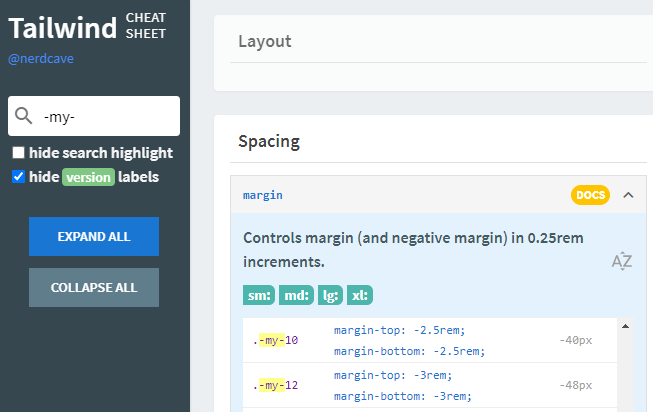 Tailwind CHEAT SHEET
@nerdcave
-my-
hide search highlight
hide version labels
EXPAND ALL
COLLAPSE ALL
Layout
Spacing
margin DOCS
Controls margin (and negative margin) in 0.25rem
increments.
AZ
sm: md: lg: xl:
.-my-10 margin-top: -2.5rem; -40px
margin-bottom: -2.5rem;
.-my-12 margin-top: -3rem; -48px
margin-bottom: -3rem;